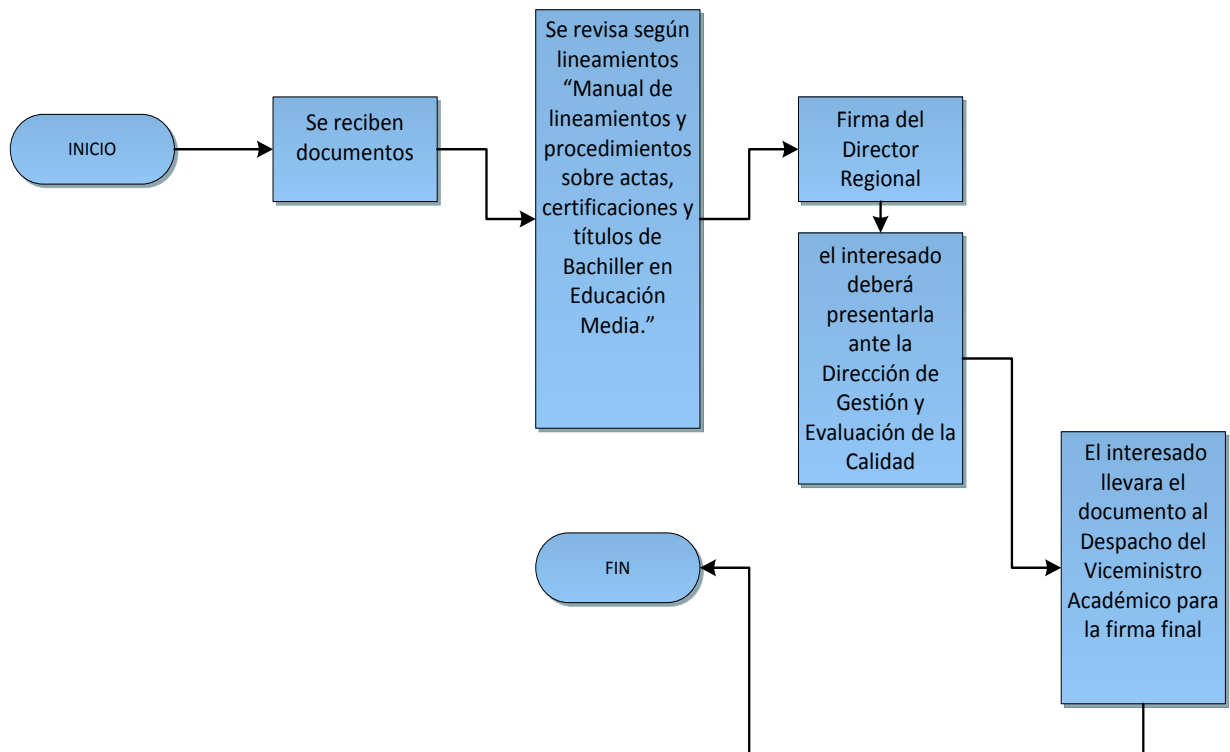 INICIO
Se reciben
documentos
Se revisa según
lineamientos
“Manual de
lineamientos y
procedimientos
sobre actas,
certificaciones y
títulos de
Bachiller en
Educación
Media.”
Firma del
Director
Regional
el interesado
deberá
presentarla
ante la
Dirección de
Gestión y
Evaluación de la
Calidad
El interesado
llevara el
documento al
Despacho del
Viceministro
Académico para
la firma final
FIN